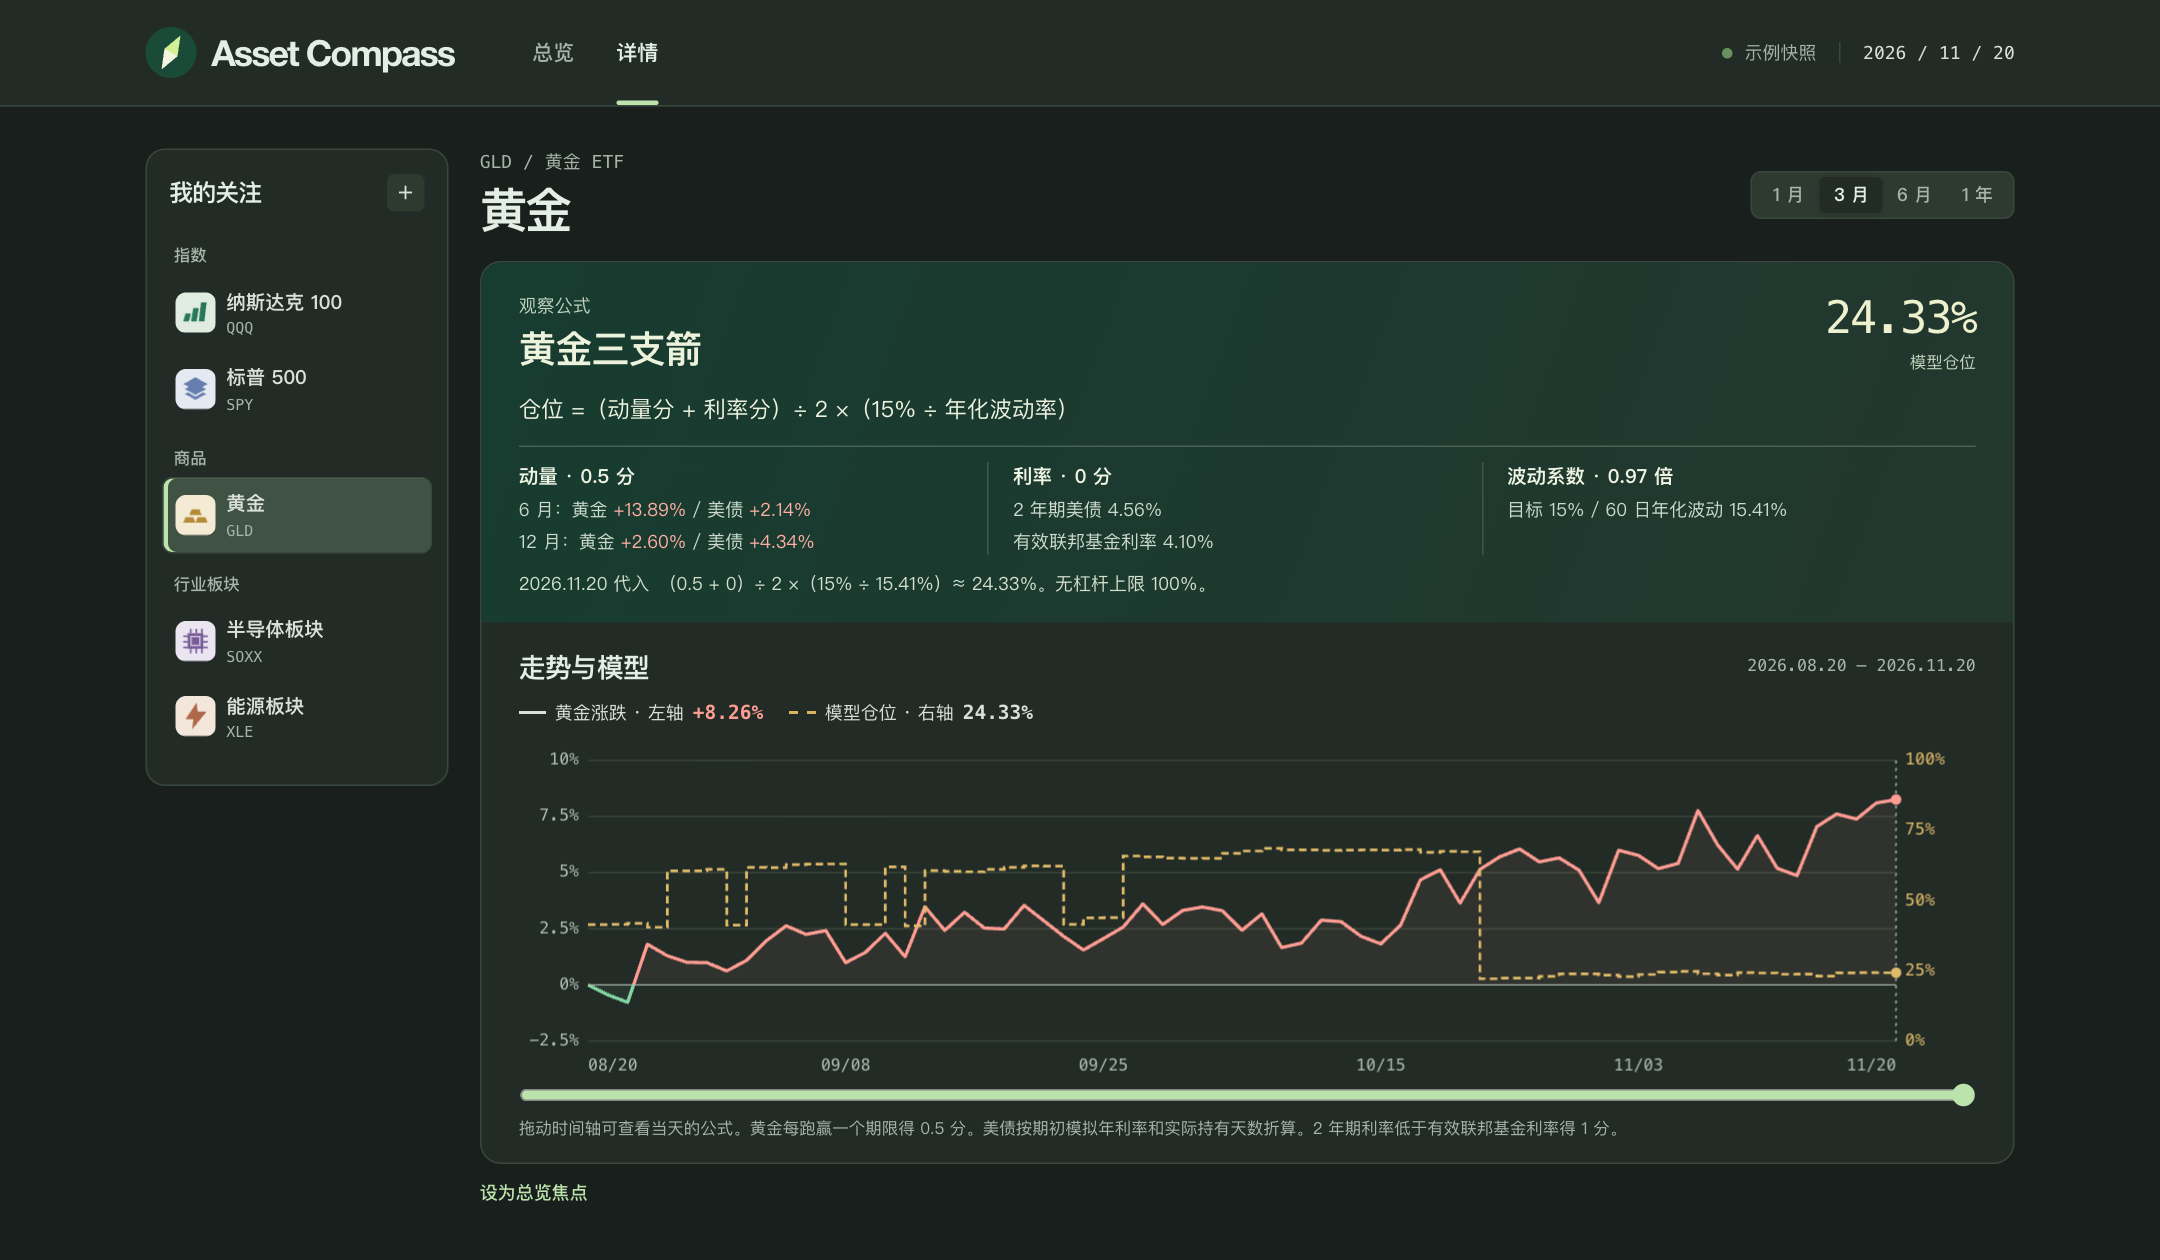 Asset Compass
总览
详情
示例快照
2026 / 11 / 20
我的关注
+
指数
纳斯达克 100
QQQ
标普 500
SPY
商品
黄金
GLD
行业板块
半导体板块
SOXX
能源板块
XLE
GLD / 黄金 ETF
黄金
1 月
3 月
6 月
1 年
观察公式
黄金三支箭
24.33%
模型仓位
仓位 =（动量分 + 利率分）÷ 2 ×（15% ÷ 年化波动率）
动量 · 0.5 分
6 月：黄金 +13.89% / 美债 +2.14%
12 月：黄金 +2.60% / 美债 +4.34%
利率 · 0 分
2 年期美债 4.56%
有效联邦基金利率 4.10%
波动系数 · 0.97 倍
目标 15% / 60 日年化波动 15.41%
2026.11.20 代入 （0.5 + 0）÷ 2 ×（15% ÷ 15.41%）≈ 24.33%。无杠杆上限 100%。
走势与模型
2026.08.20 — 2026.11.20
黄金涨跌 · 左轴 +8.26%
模型仓位 · 右轴 24.33%
10%
7.5%
5%
2.5%
0%
−2.5%
100%
75%
50%
25%
0%
08/20
09/08
09/25
10/15
11/03
11/20
拖动时间轴可查看当天的公式。黄金每跑赢一个期限得 0.5 分。美债按期初模拟年利率和实际持有天数折算。2 年期利率低于有效联邦基金利率得 1 分。
设为总览焦点